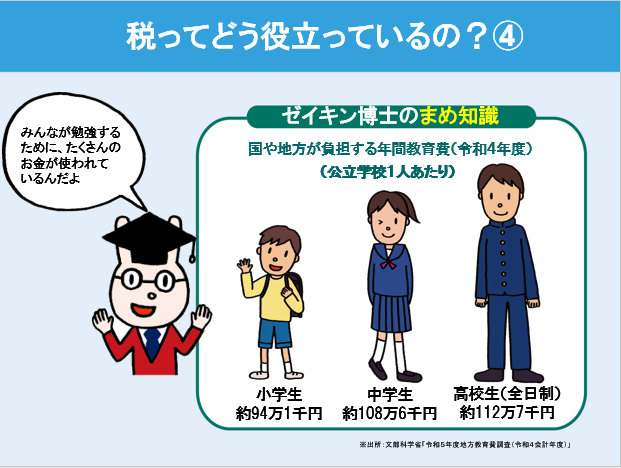 税ってどう役立っているの？④
みんなが勉強する
ために、たくさんの
お金が使われて
いるんだよ
ゼイキン博士のまめ知識
国や地方が負担する年間教育費（令和4年度）
（公立学校1人あたり）
小学生
約94万1千円
中学生
約108万6千円
高校生（全日制）
約112万7千円
※出所：文部科学省「令和5年度地方教育費調査（令和4会計年度）」